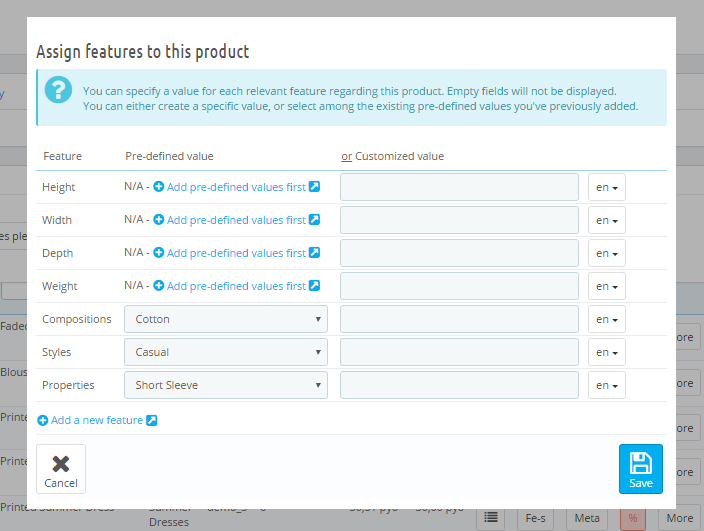 Assign features to this product
You can specify a value for each relevant feature regarding this product. Empty fields will not be displayed.
You can either create a specific value, or select among the existing pre-defined values you've previously added.
Feature Pre-defined value or Customized value
Height N/A - Add pre-defined values first en
Width N/A - Add pre-defined values first en
Depth N/A - Add pre-defined values first en
Weight N/A - Add pre-defined values first en
Compositions Cotton en
Styles Casual en
Properties Short Sleeve en
Add a new feature
Cancel Save
y
es ple
Faded ore
Blous ore
Printe ore
Printe ore
Dresses Fe-s Meta % More